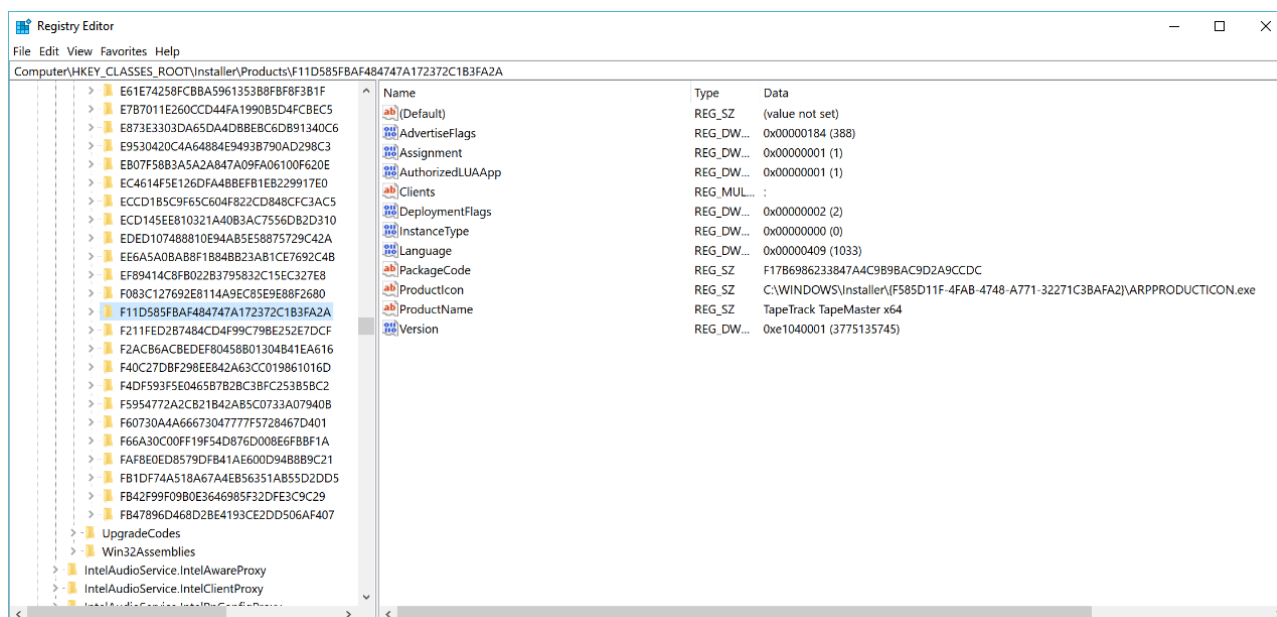 Registry Editor
File Edit View Favorites Help
Computer\HKEY_CLASSES_ROOT\Installer\Products\F11D585FBAF484747A172372C1B3FA2A
E61E74258FCBBA5961353B8FBF8F3B1F
E7B7011E260CCD44FA1990B5D4FCBEC5
E873E3303DA65DA4DBBEBC6DB91340C6
E9530420C4A64884E9493B790AD298C3
EB07F58B3A5A2A847A09FA06100F620E
EC4614F5E126DFA4BBEFB1EB229917E0
ECCD1B5C9F65C604F822CD848CFC3AC5
ECD145EE810321A40B3AC7556DB2D310
EDED107488810E94AB5E58875729C42A
EE6A5A0BAB8F1B84BB23AB1CE7692C4B
EF89414C8FB022B3795832C15EC327E8
F083C127692E8114A9EC85E9E88F2680
F11D585FBAF484747A172372C1B3FA2A
F211FED2B7484CD4F99C79BE252E7DCF
F2ACB6ACBEDEF80458B01304B41EA616
F40C27DBF298EE842A63CC019861016D
F4DF593F5E0465B7B2BC3BFC253B5BC2
F5954772A2CB21B42AB5C0733A07940B
F60730A4A66673047777F5728467D401
F66A30C00FF19F54D876D008E6FBBF1A
FAF8E0ED8579DFB41AE600D94B8B9C21
FB1DF74A518A67A4EB56351AB55D2DD5
FB42F99F09B0E3646985F32DFE3C9C29
FB47896D468D2BE4193CE2DD506AF407
UpgradeCodes
Win32Assemblies
IntelAudioService.IntelAwareProxy
IntelAudioService.IntelClientProxy
Name Type Data
(Default) REG_SZ (value not set)
AdvertiseFlags REG_DW... 0x00000184 (388)
Assignment REG_DW... 0x00000001 (1)
AuthorizedLUAApp REG_DW... 0x00000001 (1)
Clients REG_MUL... :
DeploymentFlags REG_DW... 0x00000002 (2)
InstanceType REG_DW... 0x00000000 (0)
Language REG_DW... 0x00000409 (1033)
PackageCode REG_SZ F17B6986233847A4C9B9BAC9D2A9CCDC
ProductIcon REG_SZ C:\WINDOWS\Installer\{F585D11F-4FAB-4748-A771-32271C3BAFA2}\ARPPRODUCTICON.exe
ProductName REG_SZ TapeTrack TapeMaster x64
Version REG_DW... 0xe1040001 (3775135745)